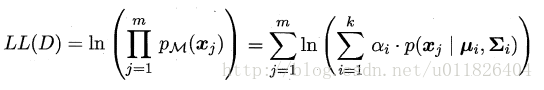 LL(D) = ln(∏_{j=1}^{m} p_M(x_j)) = ∑_{j=1}^{m} ln(∑_{i=1}^{k} α_i · p(x_j | μ_i, Σ_i))
http://blog.csdn.net/u011826404